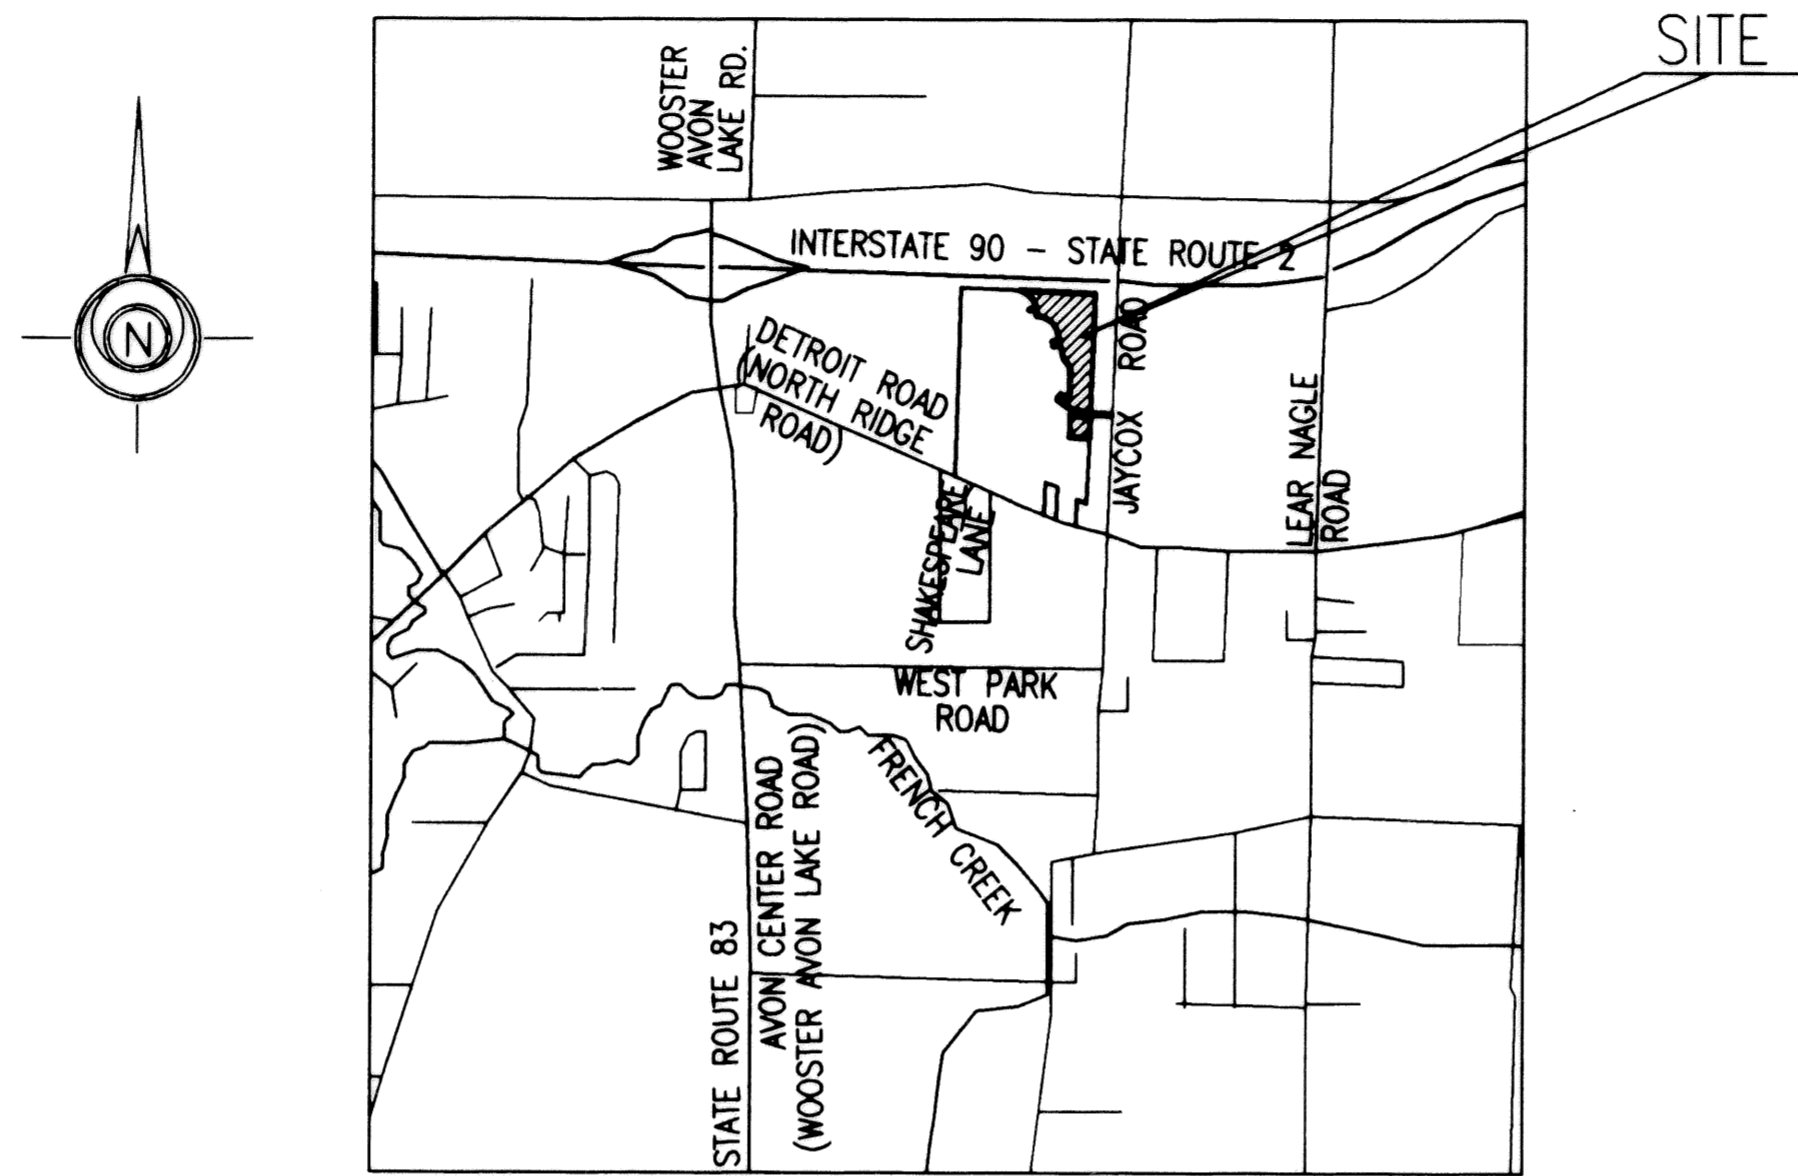 SITE
WOOSTER
AVON
LAKE RD.
INTERSTATE 90 - STATE ROUTE 2
N
DETROIT ROAD
(NORTH RIDGE
ROAD)
JAYCOX ROAD
LEAR NAGLE
ROAD
SHAKESPEARE
LANE
WEST PARK
ROAD
FRENCH CREEK
STATE ROUTE 83
AVON CENTER ROAD
(WOOSTER AVON LAKE ROAD)